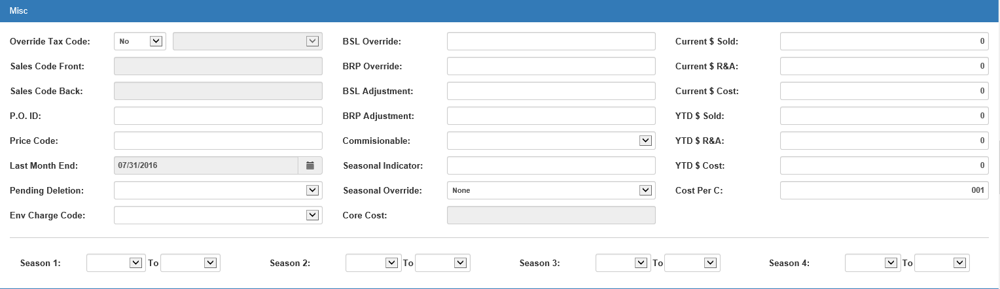 Misc
Override Tax Code: No BSL Override: Current $ Sold: 0
Sales Code Front: BRP Override: Current $ R&A: 0
Sales Code Back: BSL Adjustment: Current $ Cost: 0
P.O. ID: BRP Adjustment: YTD $ Sold: 0
Price Code: Commisionable: YTD $ R&A: 0
Last Month End: 07/31/2016 Seasonal Indicator: YTD $ Cost: 0
Pending Deletion: Seasonal Override: None Cost Per C: 001
Env Charge Code: Core Cost:
Season 1: To Season 2: To Season 3: To Season 4: To